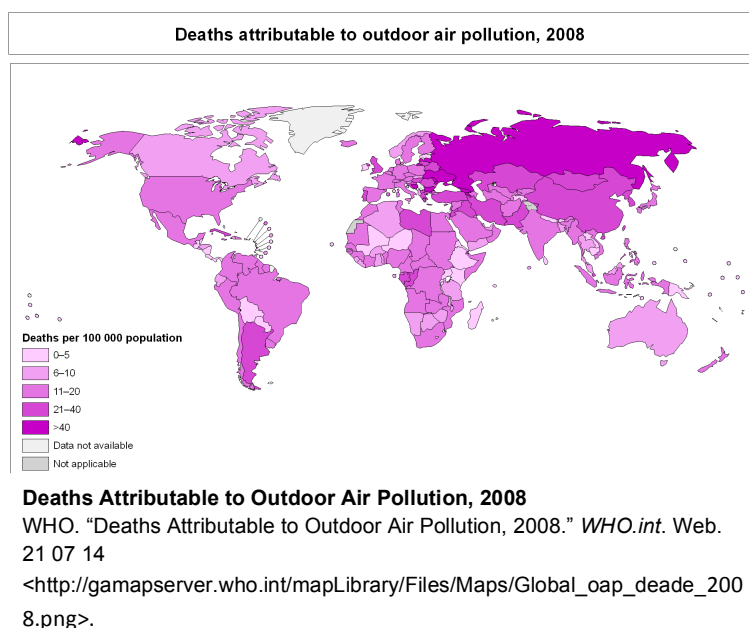 Deaths attributable to outdoor air pollution, 2008
Deaths per 100 000 population
0–5
6–10
11–20
21–40
>40
Data not available
Not applicable
Deaths Attributable to Outdoor Air Pollution, 2008
WHO. “Deaths Attributable to Outdoor Air Pollution, 2008.” WHO.int. Web.
21 07 14
<http://gamapserver.who.int/mapLibrary/Files/Maps/Global_oap_deade_200
8.png>.